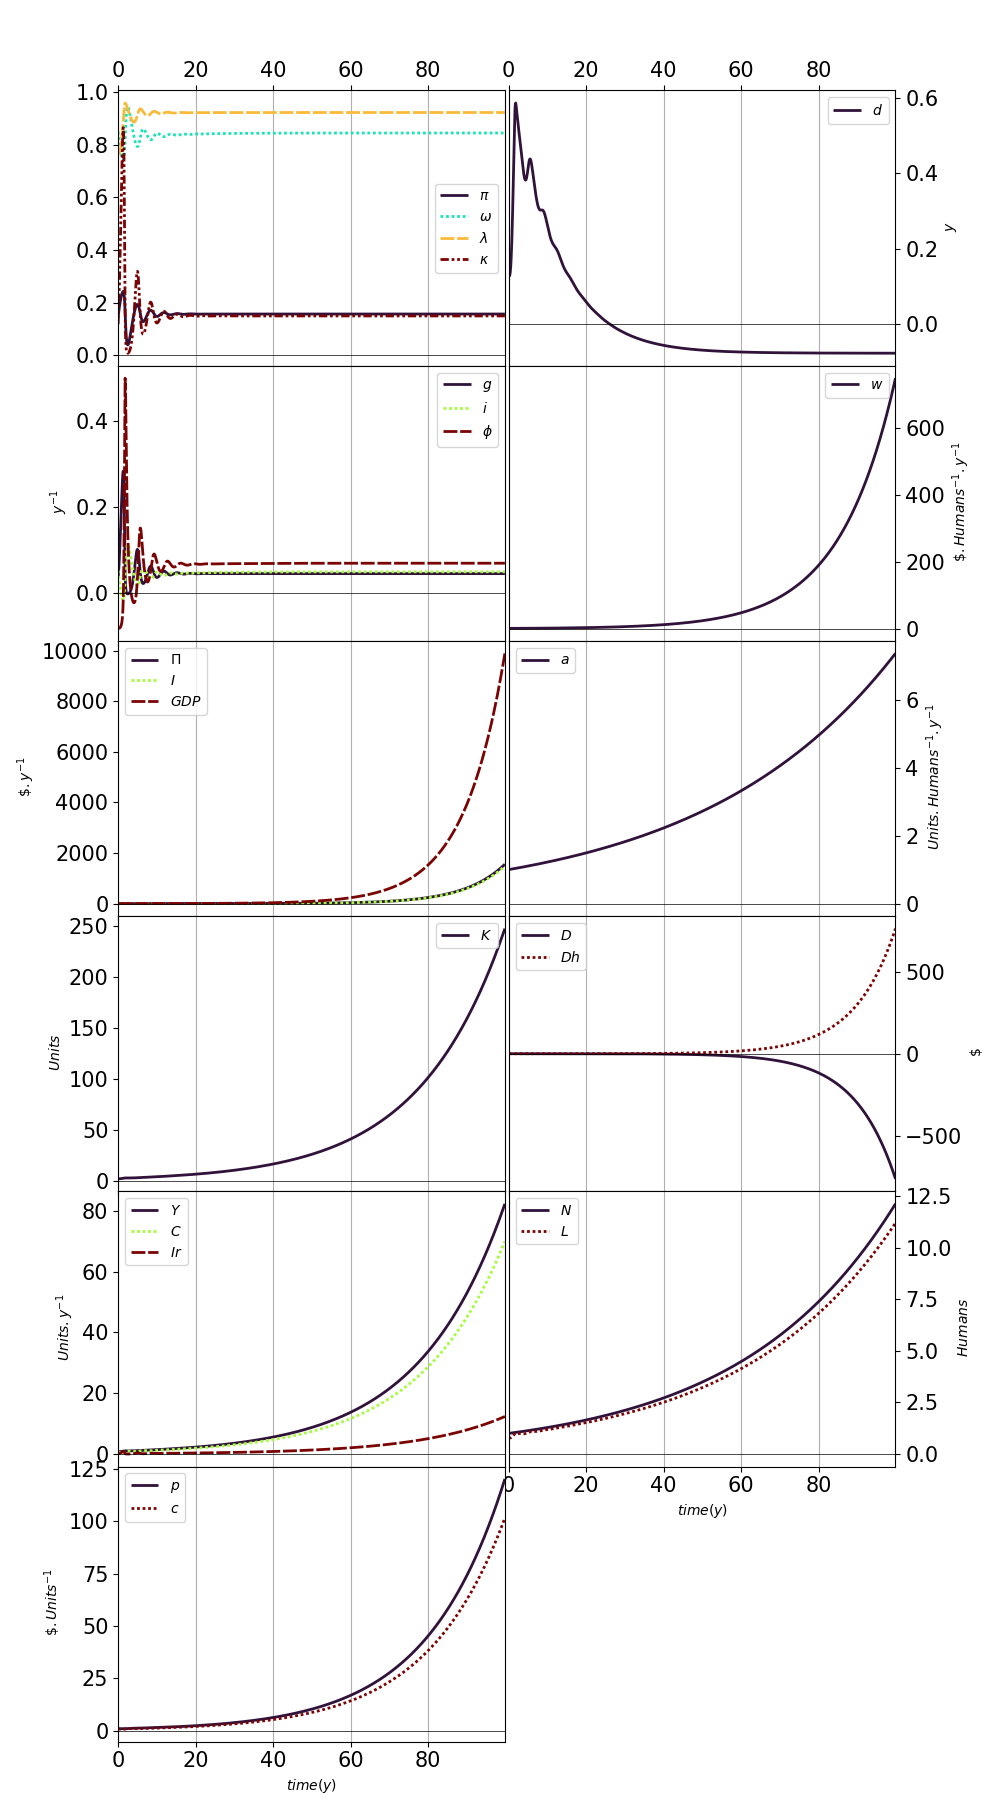 0 20 40 60 80 0 20 40 60 80
1.0
0.8
0.6
0.4
0.2
0.0
π
ω
λ
κ
d
0.6
0.4
0.2
0.0
y
y⁻¹
0.4
0.2
0.0
g
i
ϕ
w
600
400
200
0
$.Humans⁻¹.y⁻¹
$.y⁻¹
10000
8000
6000
4000
2000
0
Π
I
GDP
a
6
4
2
0
Units.Humans⁻¹.y⁻¹
Units
250
200
150
100
50
0
K
D
Dh
500
0
−500
$
Units.y⁻¹
80
60
40
20
0
Y
C
Ir
N
L
12.5
10.0
7.5
5.0
2.5
0.0
Humans
0 20 40 60 80
time(y)
$.Units⁻¹
125
100
75
50
25
0
p
c
0 20 40 60 80
time(y)